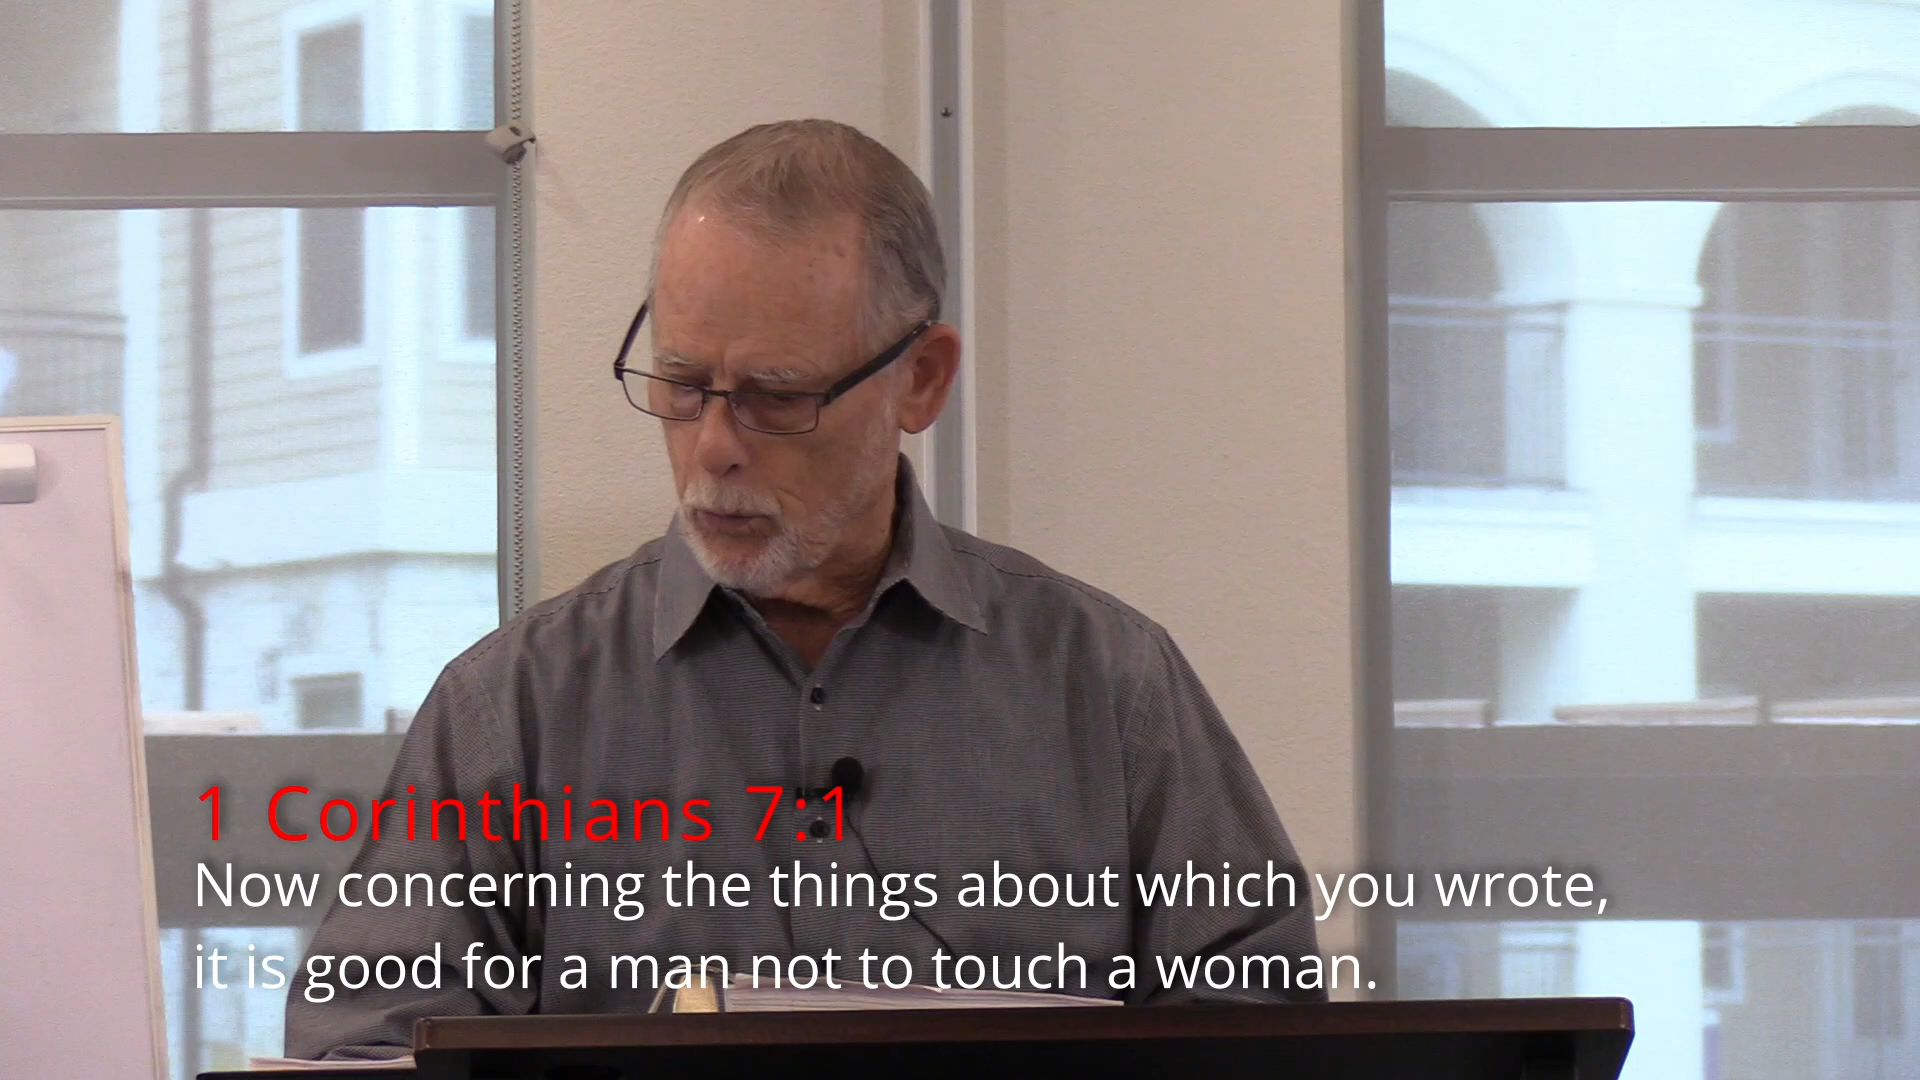 1 Corinthians 7:1
Now concerning the things about which you wrote,
it is good for a man not to touch a woman.